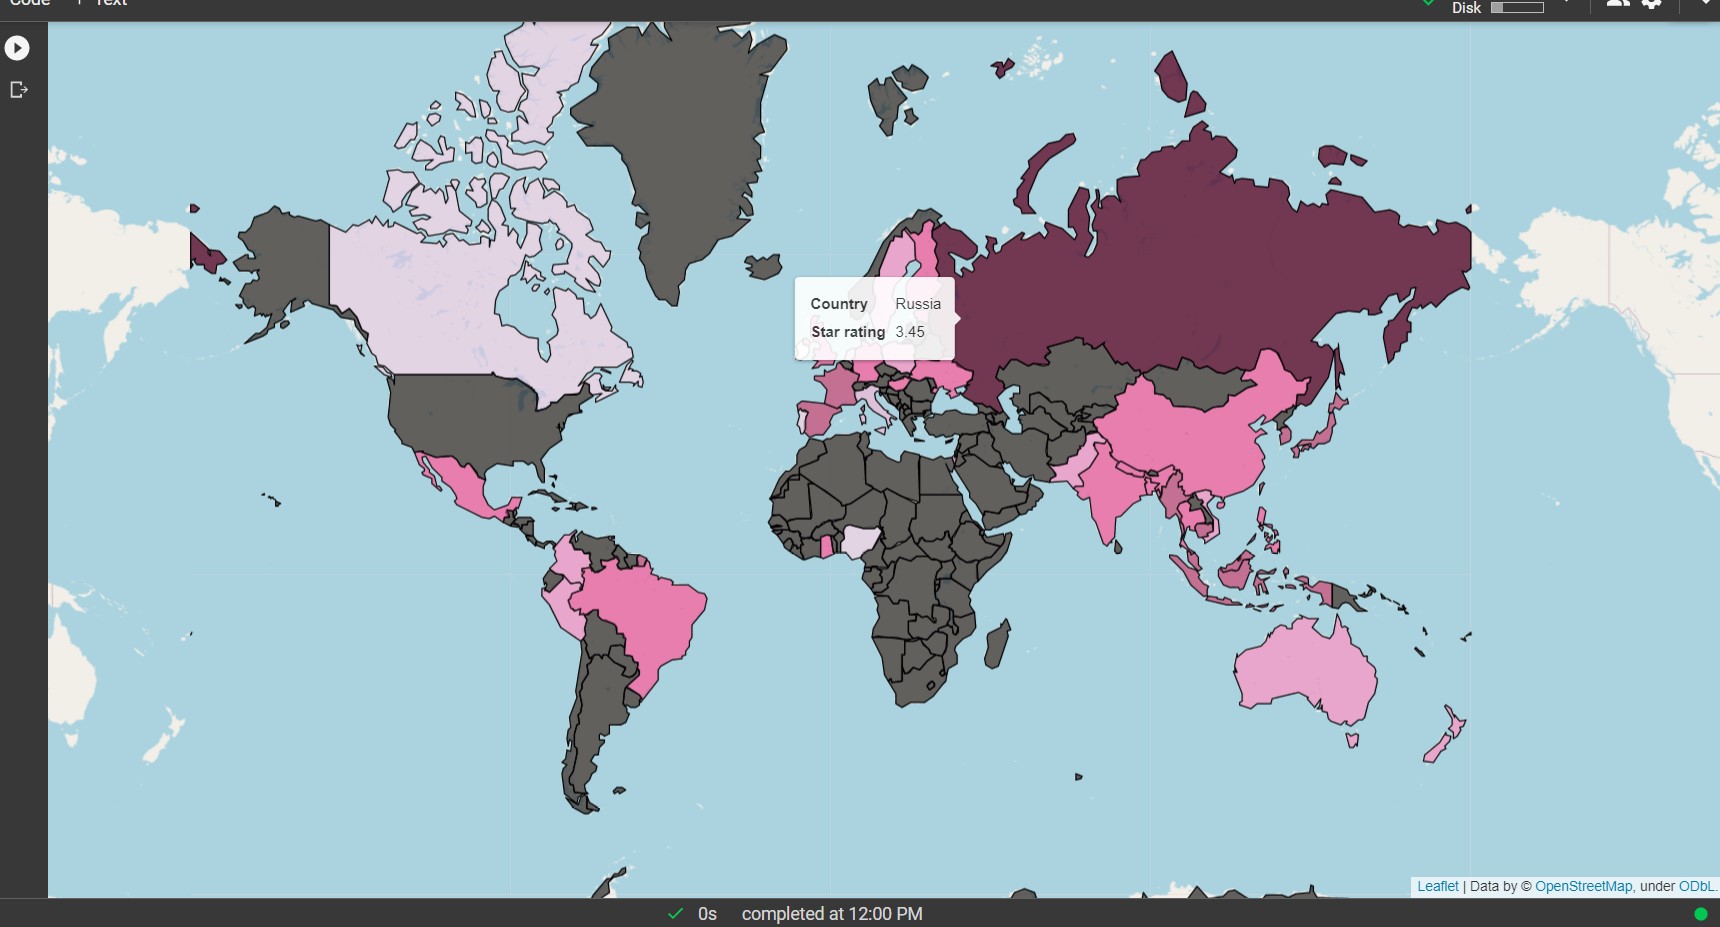 Code + Text
Disk
Country Russia
Star rating 3.45
Leaflet | Data by © OpenStreetMap, under ODbL.
0s completed at 12:00 PM